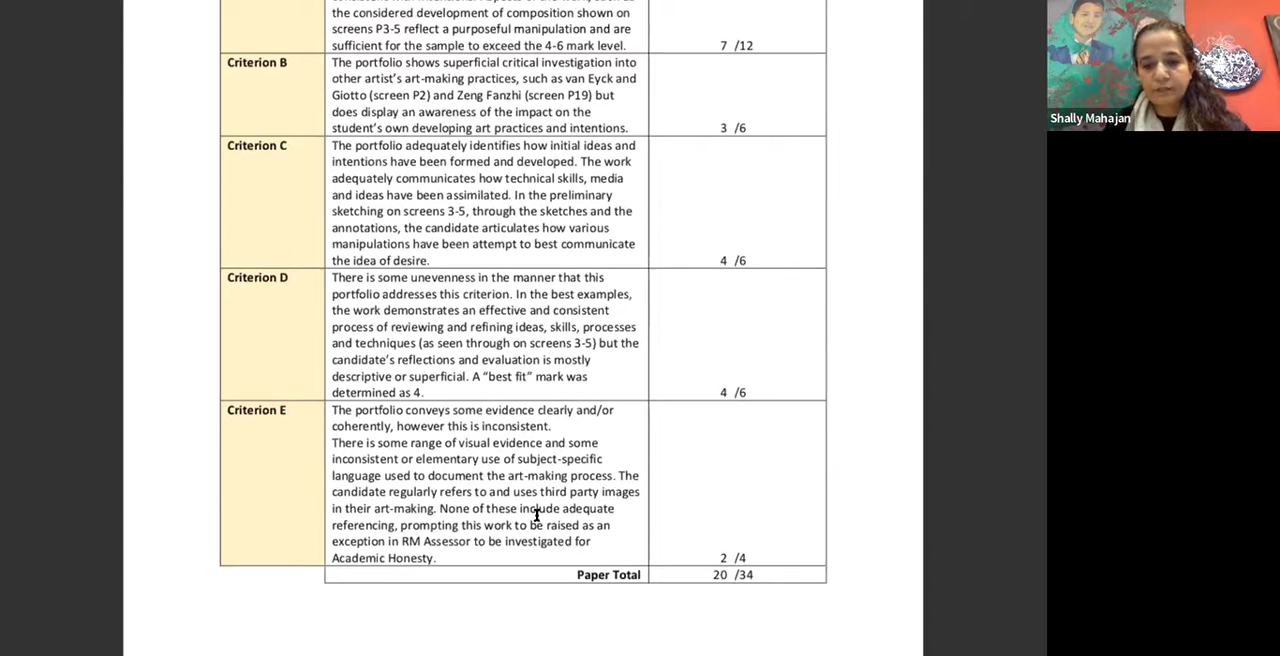 the considered development of composition shown on
screens P3-5 reflect a purposeful manipulation and are
sufficient for the sample to exceed the 4-6 mark level.
7 /12
Criterion B
The portfolio shows superficial critical investigation into
other artist's art-making practices, such as van Eyck and
Giotto (screen P2) and Zeng Fanzhi (screen P19) but
does display an awareness of the impact on the
student's own developing art practices and intentions.
3 /6
Criterion C
The portfolio adequately identifies how initial ideas and
intentions have been formed and developed. The work
adequately communicates how technical skills, media
and ideas have been assimilated. In the preliminary
sketching on screens 3-5, through the sketches and the
annotations, the candidate articulates how various
manipulations have been attempt to best communicate
the idea of desire.
4 /6
Criterion D
There is some unevenness in the manner that this
portfolio addresses this criterion. In the best examples,
the work demonstrates an effective and consistent
process of reviewing and refining ideas, skills, processes
and techniques (as seen through on screens 3-5) but the
candidate's reflections and evaluation is mostly
descriptive or superficial. A "best fit" mark was
determined as 4.
4 /6
Criterion E
The portfolio conveys some evidence clearly and/or
coherently, however this is inconsistent.
There is some range of visual evidence and some
inconsistent or elementary use of subject-specific
language used to document the art-making process. The
candidate regularly refers to and uses third party images
in their art-making. None of these include adequate
referencing, prompting this work to be raised as an
exception in RM Assessor to be investigated for
Academic Honesty.
2 /4
Paper Total
20 /34
Shally Mahajan